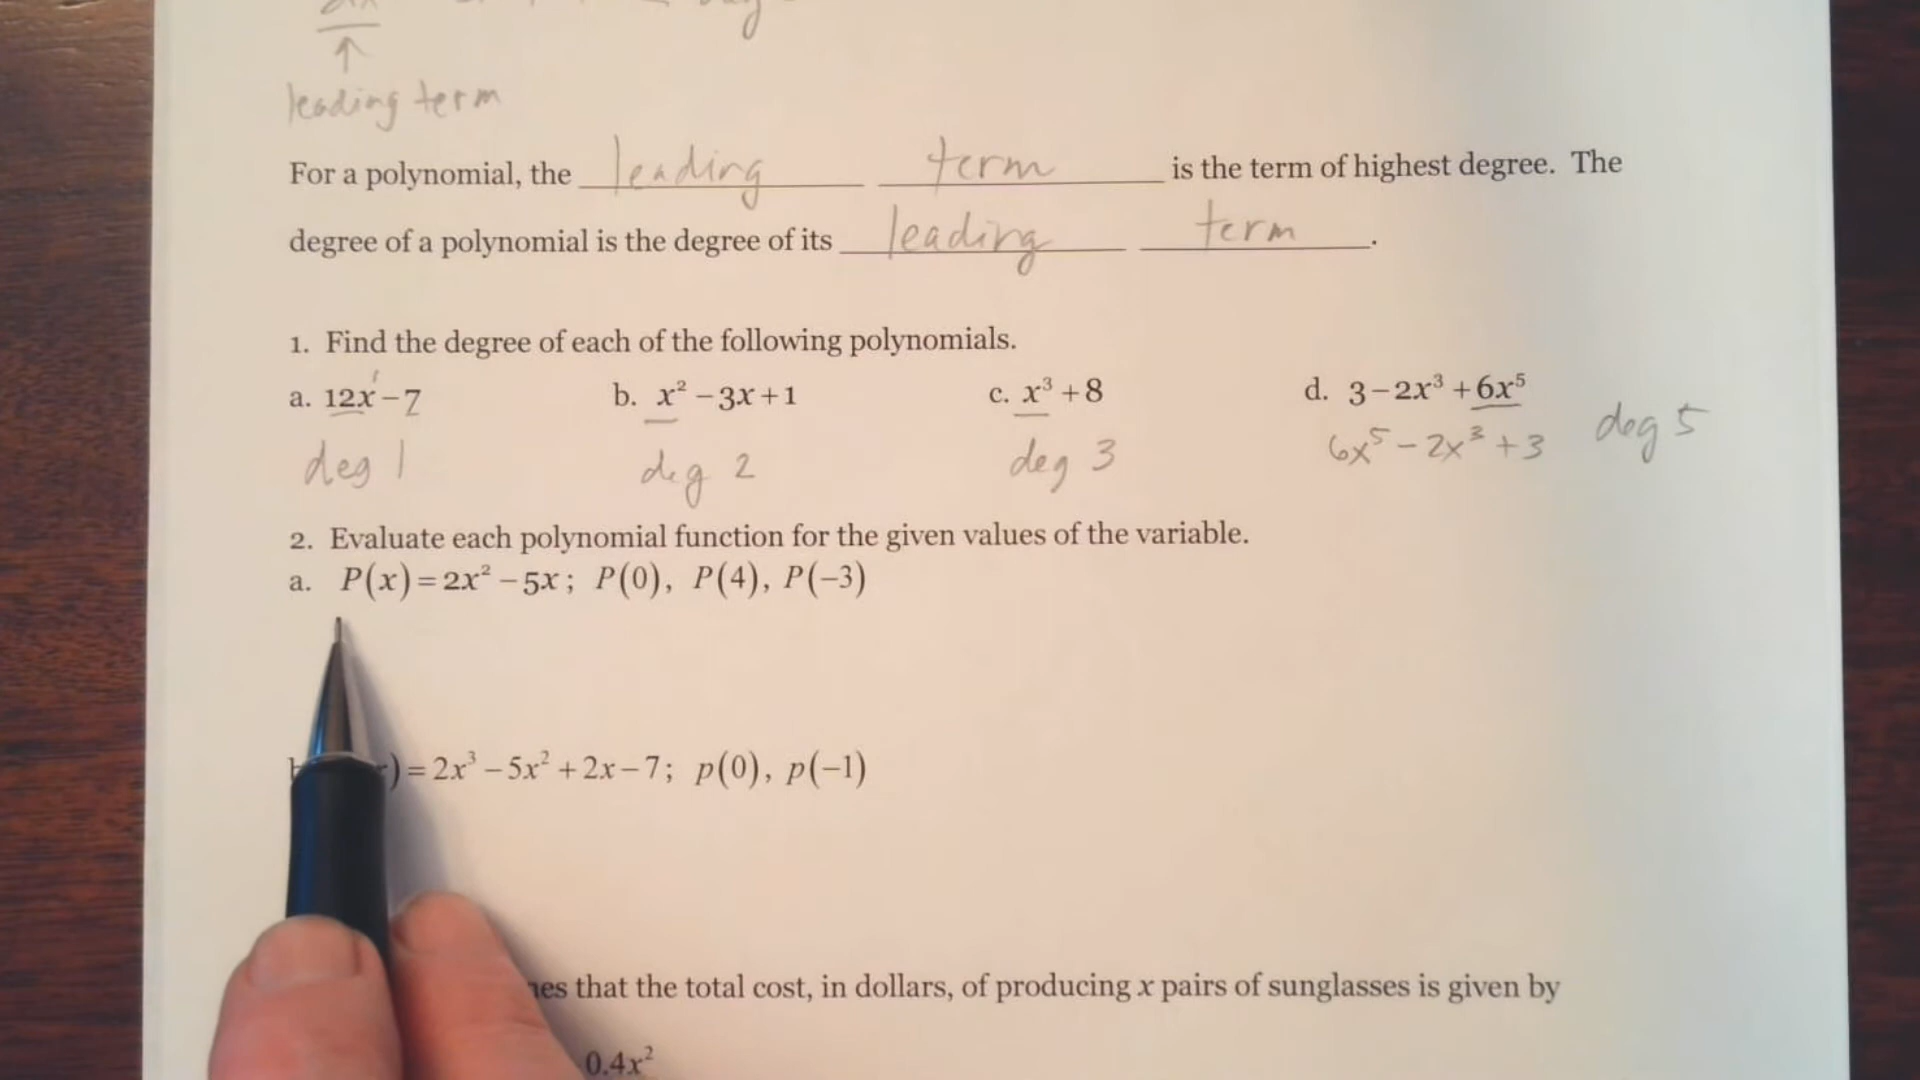 leading term
For a polynomial, the leading term is the term of highest degree. The
degree of a polynomial is the degree of its leading term.
1. Find the degree of each of the following polynomials.
a. 12x¹ – 7 b. x² – 3x + 1 c. x³ + 8 d. 3 – 2x³ + 6x⁵
deg 1 deg 2 deg 3 6x⁵ – 2x³ + 3 deg 5
2. Evaluate each polynomial function for the given values of the variable.
a. P(x) = 2x² – 5x; P(0), P(4), P(–3)
) = 2x³ – 5x² + 2x – 7; p(0), p(–1)
that the total cost, in dollars, of producing x pairs of sunglasses is given by
0.4x²